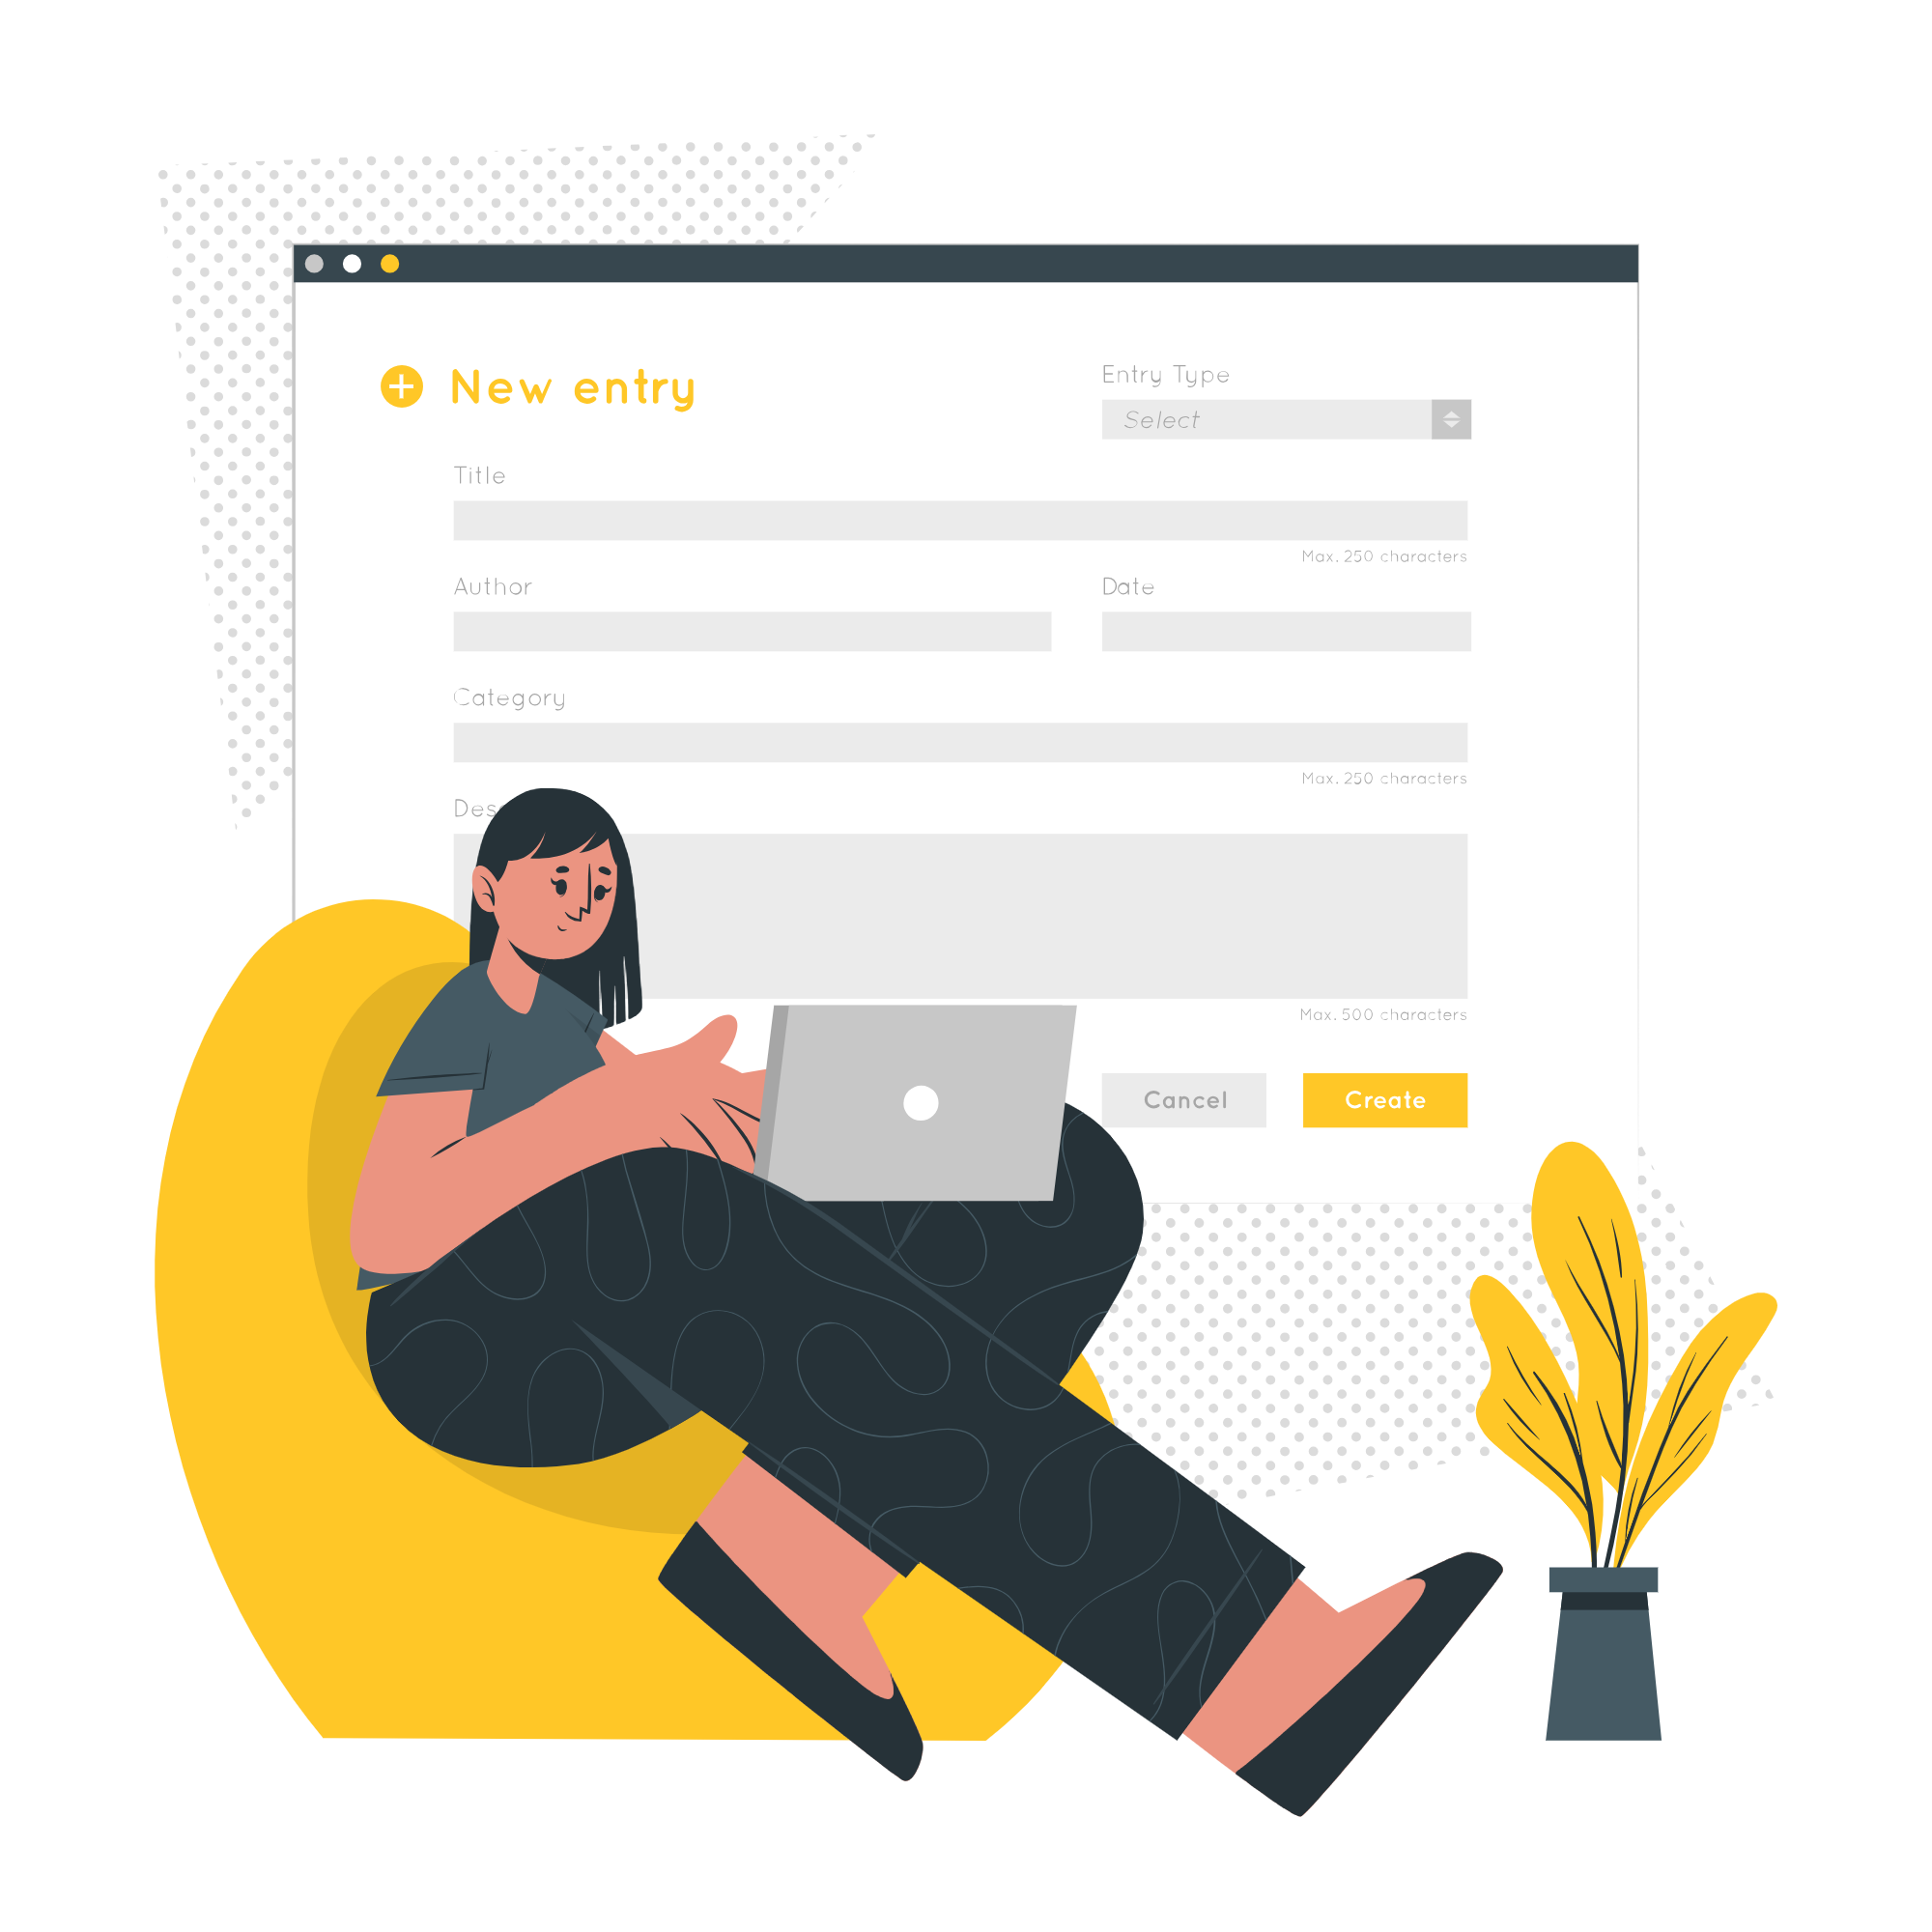 New entry
Entry Type
Select
Title
Max. 250 characters
Author
Date
Category
Max. 250 characters
Des
Max. 500 characters
Cancel
Create